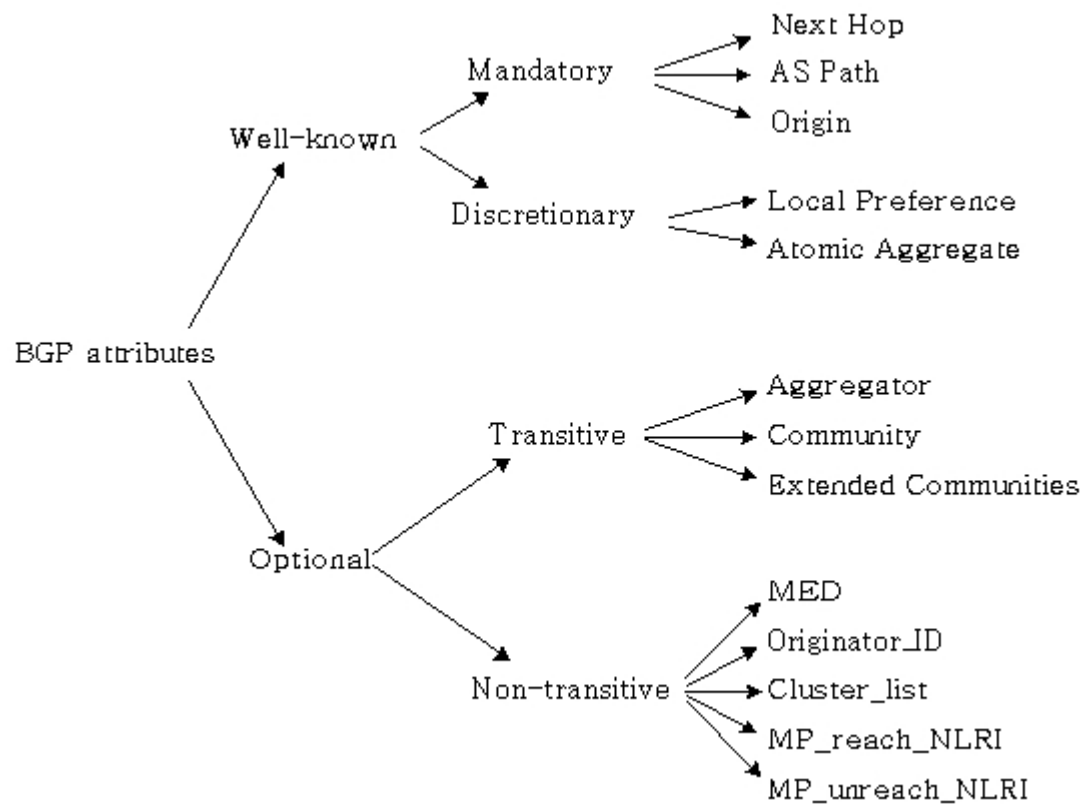 Next Hop
Mandatory
AS Path
Origin
Well-known
Local Preference
Discretionary
Atomic Aggregate
BGP attributes
Aggregator
Transitive
Community
Extended Communities
Optional
MED
Originator_ID
Non-transitive
Cluster_list
MP_reach_NLRI
MP_unreach_NLRI